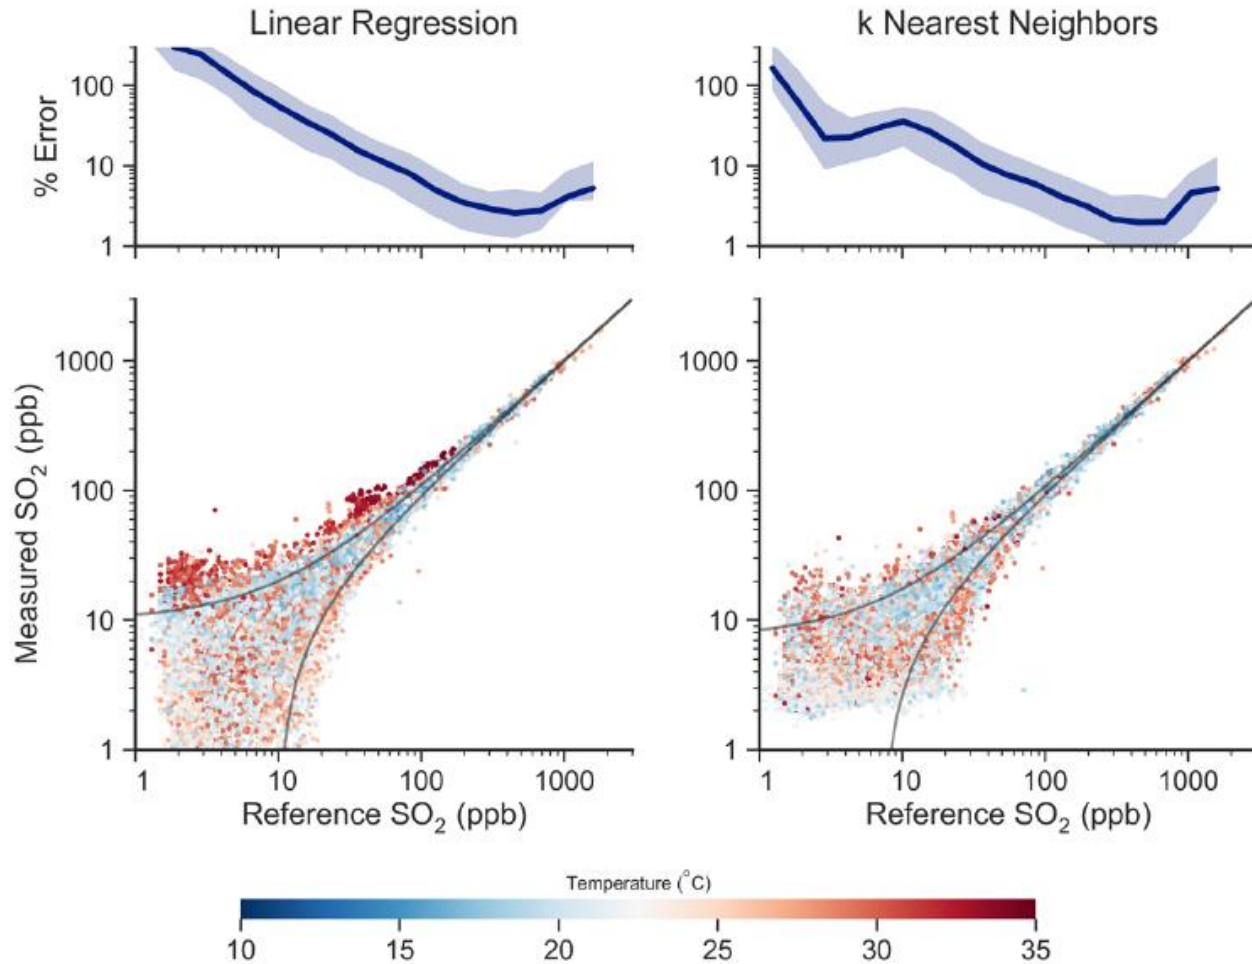 Linear Regression
k Nearest Neighbors
% Error
100
10
1
100
10
1
Measured SO₂ (ppb)
1000
100
10
1
1000
100
10
1
1 10 100 1000
1 10 100 1000
Reference SO₂ (ppb)
Reference SO₂ (ppb)
Temperature (°C)
10 15 20 25 30 35